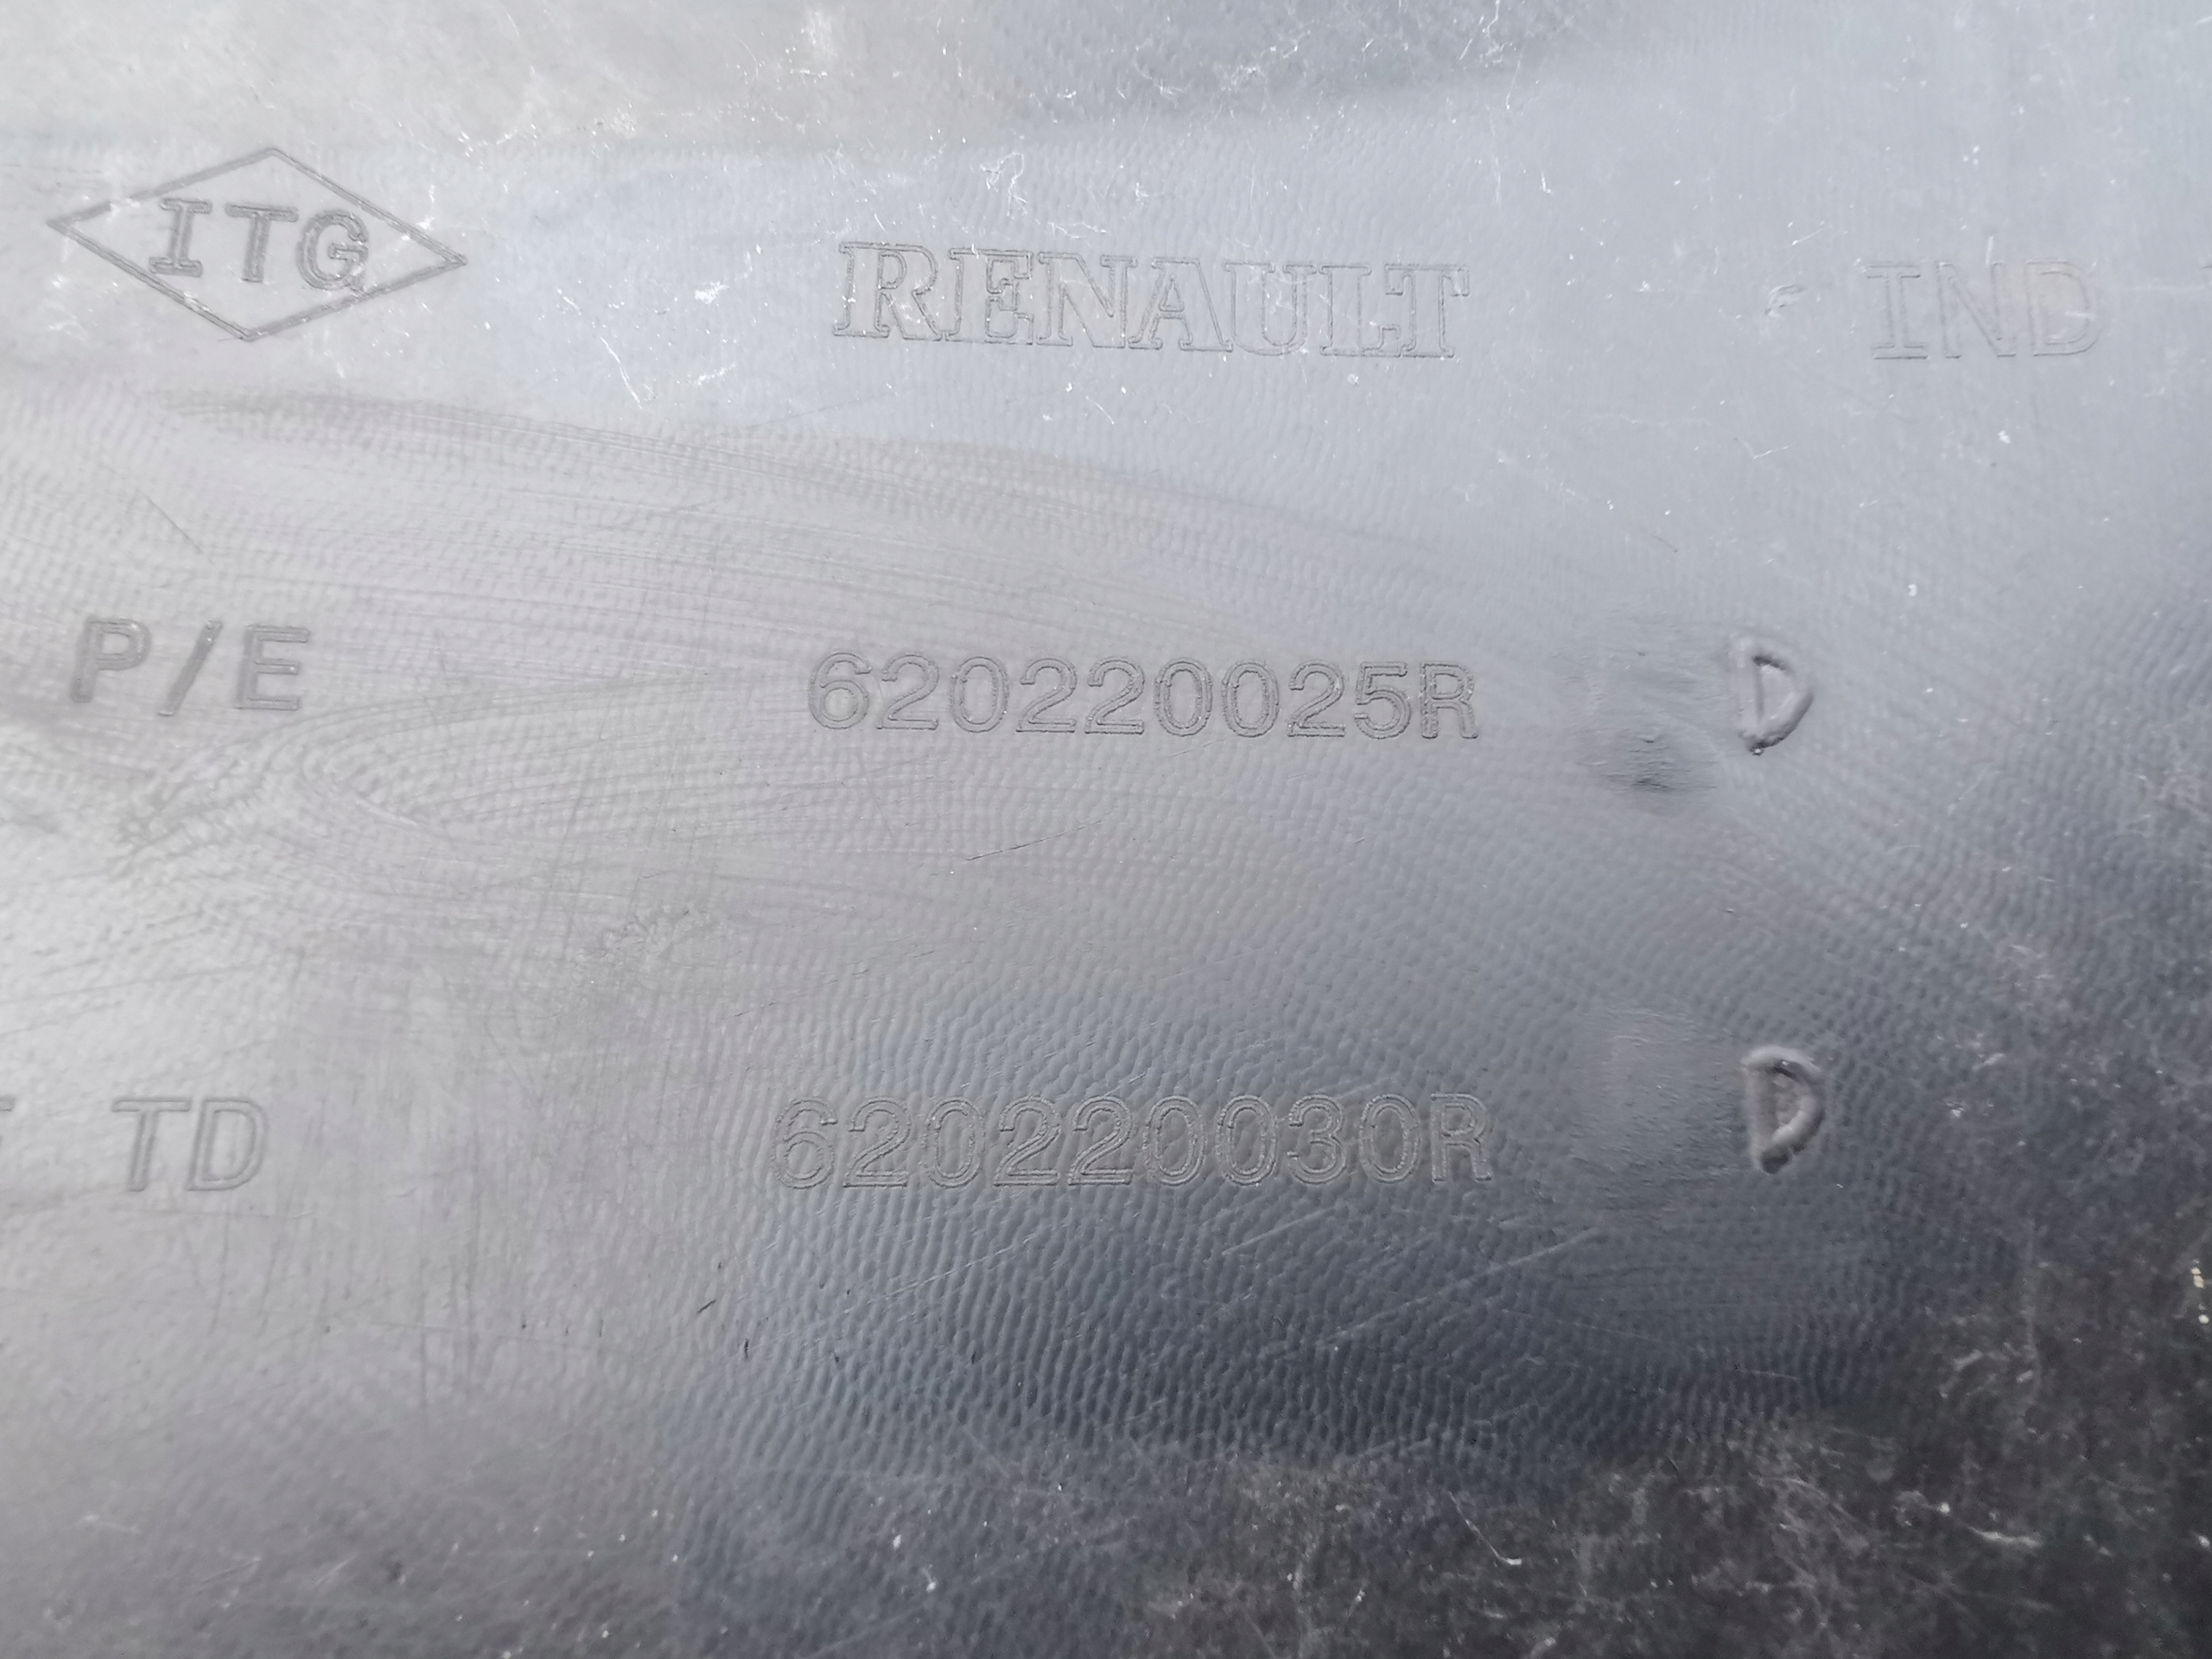 ITG RENAULT IND
P/E 620220025R D
TD 620220030R D